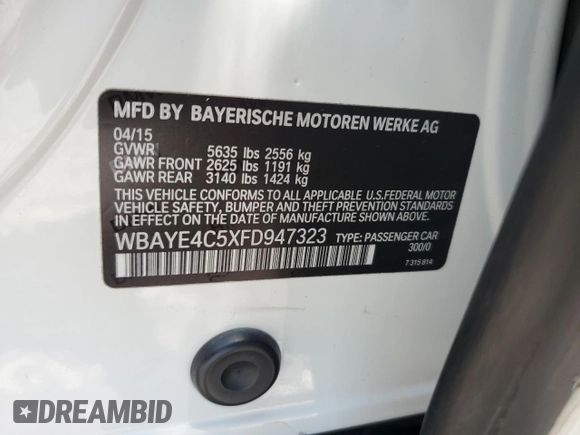 MFD BY BAYERISCHE MOTOREN WERKE AG
04/15
GVWR 5635 lbs 2556 kg
GAWR FRONT 2625 lbs 1191 kg
GAWR REAR 3140 lbs 1424 kg
THIS VEHICLE CONFORMS TO ALL APPLICABLE U.S.FEDERAL MOTOR
VEHICLE SAFETY, BUMPER AND THEFT PREVENTION STANDARDS
IN EFFECT ON THE DATE OF MANUFACTURE SHOWN ABOVE.
WBAYE4C5XFD947323 TYPE: PASSENGER CAR
300/0
7 315 814
DREAMBID